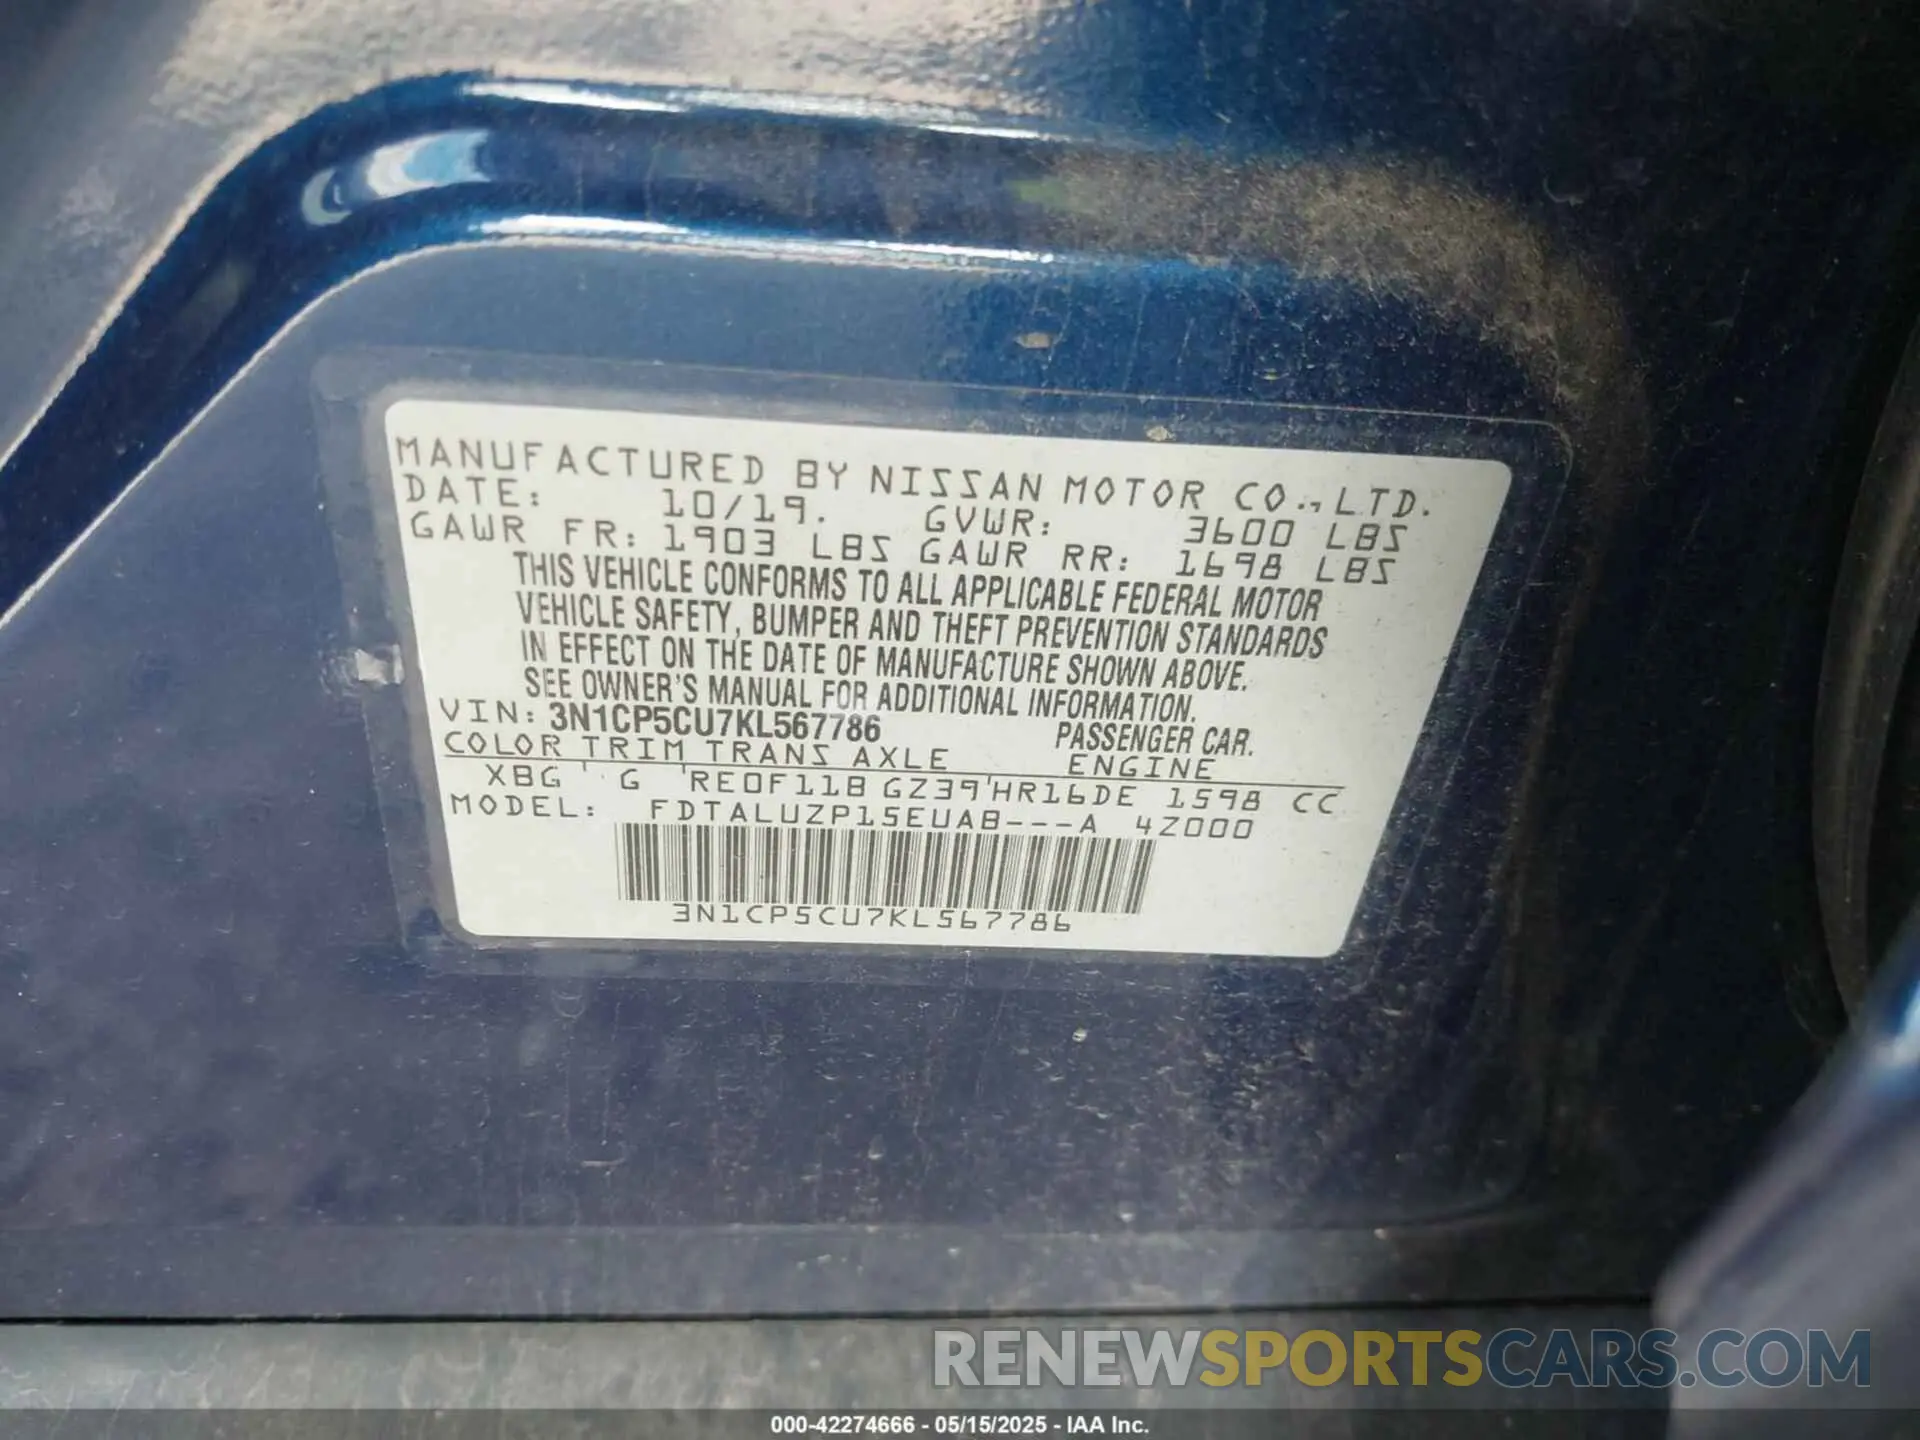 MANUFACTURED BY NISSAN MOTOR CO.,LTD.
DATE: 10/19. GVWR: 3600 LBS
GAWR FR: 1903 LBS GAWR RR: 1698 LBS
THIS VEHICLE CONFORMS TO ALL APPLICABLE FEDERAL MOTOR
VEHICLE SAFETY, BUMPER AND THEFT PREVENTION STANDARDS
IN EFFECT ON THE DATE OF MANUFACTURE SHOWN ABOVE.
SEE OWNER'S MANUAL FOR ADDITIONAL INFORMATION.
VIN: 3N1CP5CU7KL567786 PASSENGER CAR.
COLOR TRIM TRANS AXLE ENGINE
XBG G RE0F11B GZ39 HR16DE 1598 CC
MODEL: FDTALUZP15EUAB---A 4Z000
3N1CP5CU7KL567786
RENEWSPORTSCARS.COM
000-42274666 - 05/15/2025 - IAA Inc.